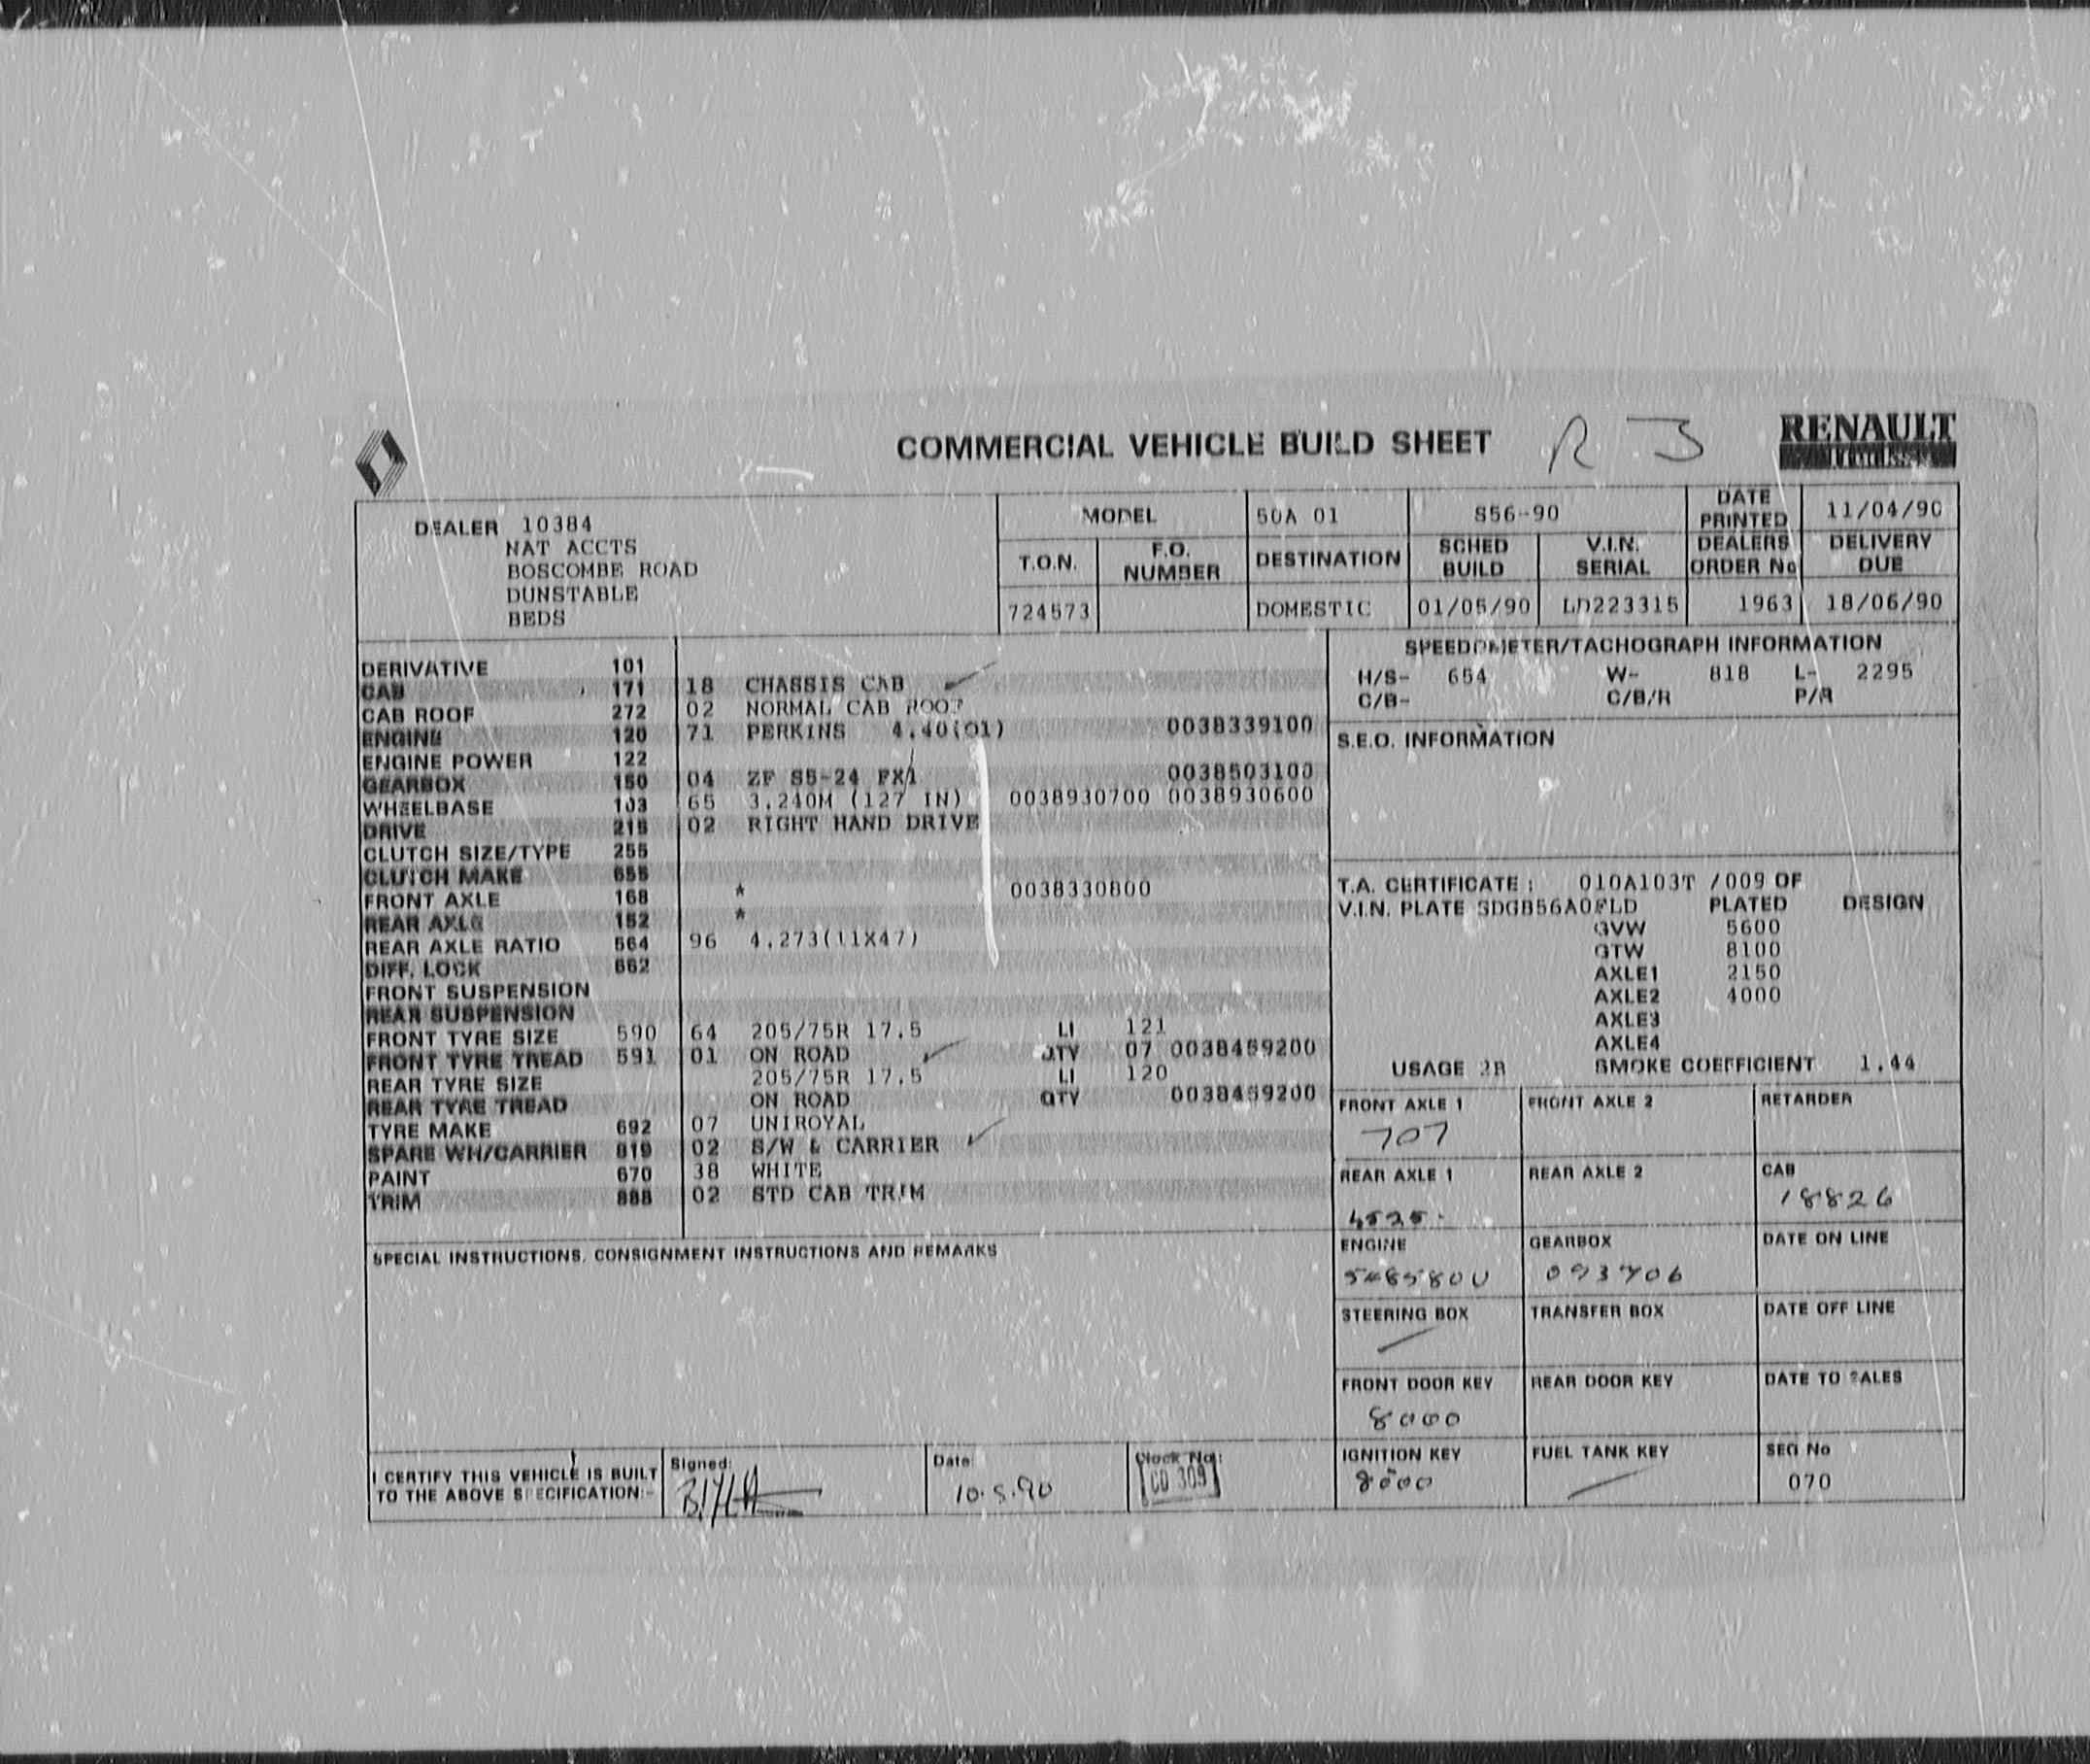 COMMERCIAL VEHICLE BUILD SHEET R J RENAULT
DEALER 10384
NAT ACCTS
BOSCOMBE ROAD
DUNSTABLE
BEDS
MODEL 50A 01 S56-90 DATE PRINTED 11/04/90
T.O.N. F.O. NUMBER DESTINATION SCHED BUILD V.I.N. SERIAL DEALERS ORDER No DELIVERY DUE
724573 DOMESTIC 01/05/90 LD223315 1963 18/06/90
DERIVATIVE 101
CAB 171 18 CHASSIS CAB
CAB ROOF 272 02 NORMAL CAB ROOF
ENGINE 120 71 PERKINS 4.40(01) 0038339100
ENGINE POWER 122
GEARBOX 150 04 ZF S5-24 FX1 0038503100
WHEELBASE 103 65 3.240M (127 IN) 0038930700 0038930600
DRIVE 215 02 RIGHT HAND DRIVE
CLUTCH SIZE/TYPE 255
CLUTCH MAKE 655
FRONT AXLE 168 * 0038330800
REAR AXLE 152 *
REAR AXLE RATIO 564 96 4.273(11X47)
DIFF. LOCK 662
FRONT SUSPENSION
REAR SUSPENSION
FRONT TYRE SIZE 590 64 205/75R 17.5 LI 121
FRONT TYRE TREAD 591 01 ON ROAD QTY 07 0038459200
REAR TYRE SIZE 205/75R 17.5 LI 120
REAR TYRE TREAD ON ROAD QTY 0038459200
TYRE MAKE 692 07 UNIROYAL
SPARE WH/CARRIER 819 02 S/W & CARRIER
PAINT 670 38 WHITE
TRIM 888 02 STD CAB TRIM
SPECIAL INSTRUCTIONS, CONSIGNMENT INSTRUCTIONS AND REMARKS
I CERTIFY THIS VEHICLE IS BUILT
TO THE ABOVE SPECIFICATION:-
Signed:
Date 10.5.90
Clock No: CD 309
SPEEDOMETER/TACHOGRAPH INFORMATION
H/S- 654 W- 818 L- 2295
C/B- C/B/R P/R
S.E.O. INFORMATION
T.A. CERTIFICATE: 010A103T /009 OF
V.I.N. PLATE SDGB56A0FLD PLATED DESIGN
GVW 5600
GTW 8100
AXLE1 2150
AXLE2 4000
AXLE3
AXLE4
USAGE 2B SMOKE COEFFICIENT 1.44
FRONT AXLE 1 FRONT AXLE 2 RETARDER
707
REAR AXLE 1 REAR AXLE 2 CAB
4525. 18826
ENGINE GEARBOX DATE ON LINE
093706
STEERING BOX TRANSFER BOX DATE OFF LINE
FRONT DOOR KEY REAR DOOR KEY DATE TO SALES
8000
IGNITION KEY FUEL TANK KEY SEQ No
8000 070